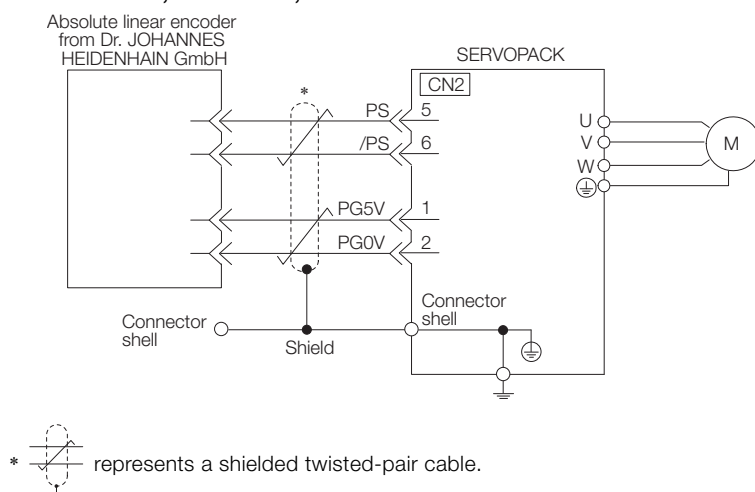 Absolute linear encoder
from Dr. JOHANNES
HEIDENHAIN GmbH
SERVOPACK
CN2
*
PS 5
/PS 6
PG5V 1
PG0V 2
U
V
W
M
Connector
shell
Shield
Connector
shell
* represents a shielded twisted-pair cable.